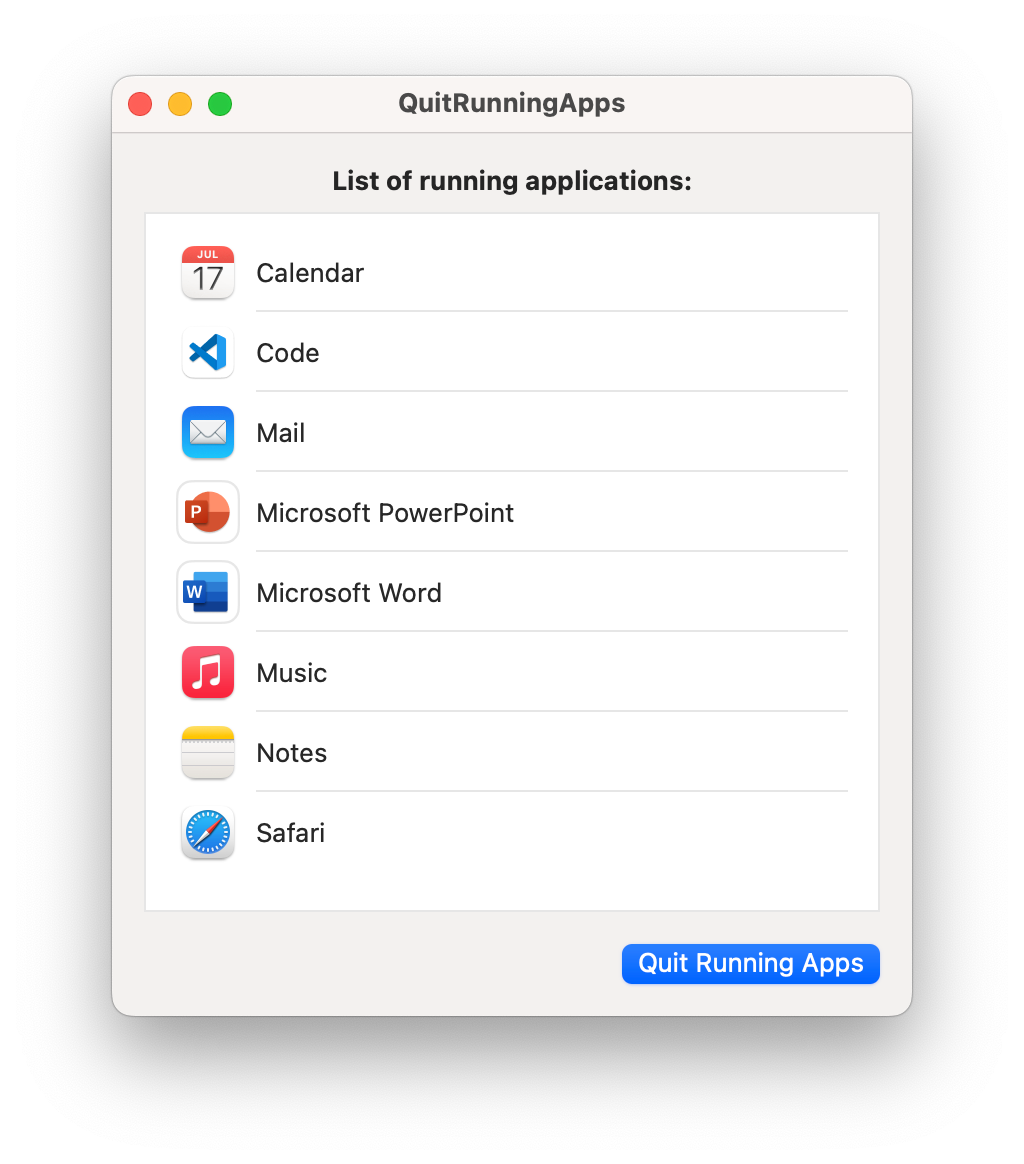 QuitRunningApps
List of running applications:
JUL
17
Calendar
Code
Mail
P
Microsoft PowerPoint
W
Microsoft Word
Music
Notes
Safari
Quit Running Apps